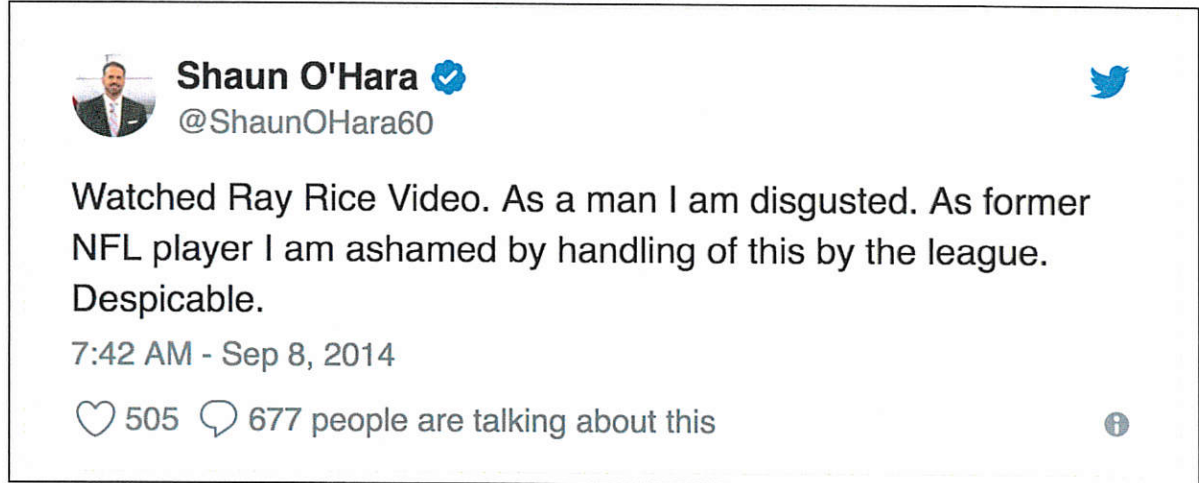 Shaun O'Hara
@ShaunOHara60
Watched Ray Rice Video. As a man I am disgusted. As former
NFL player I am ashamed by handling of this by the league.
Despicable.
7:42 AM - Sep 8, 2014
505 677 people are talking about this